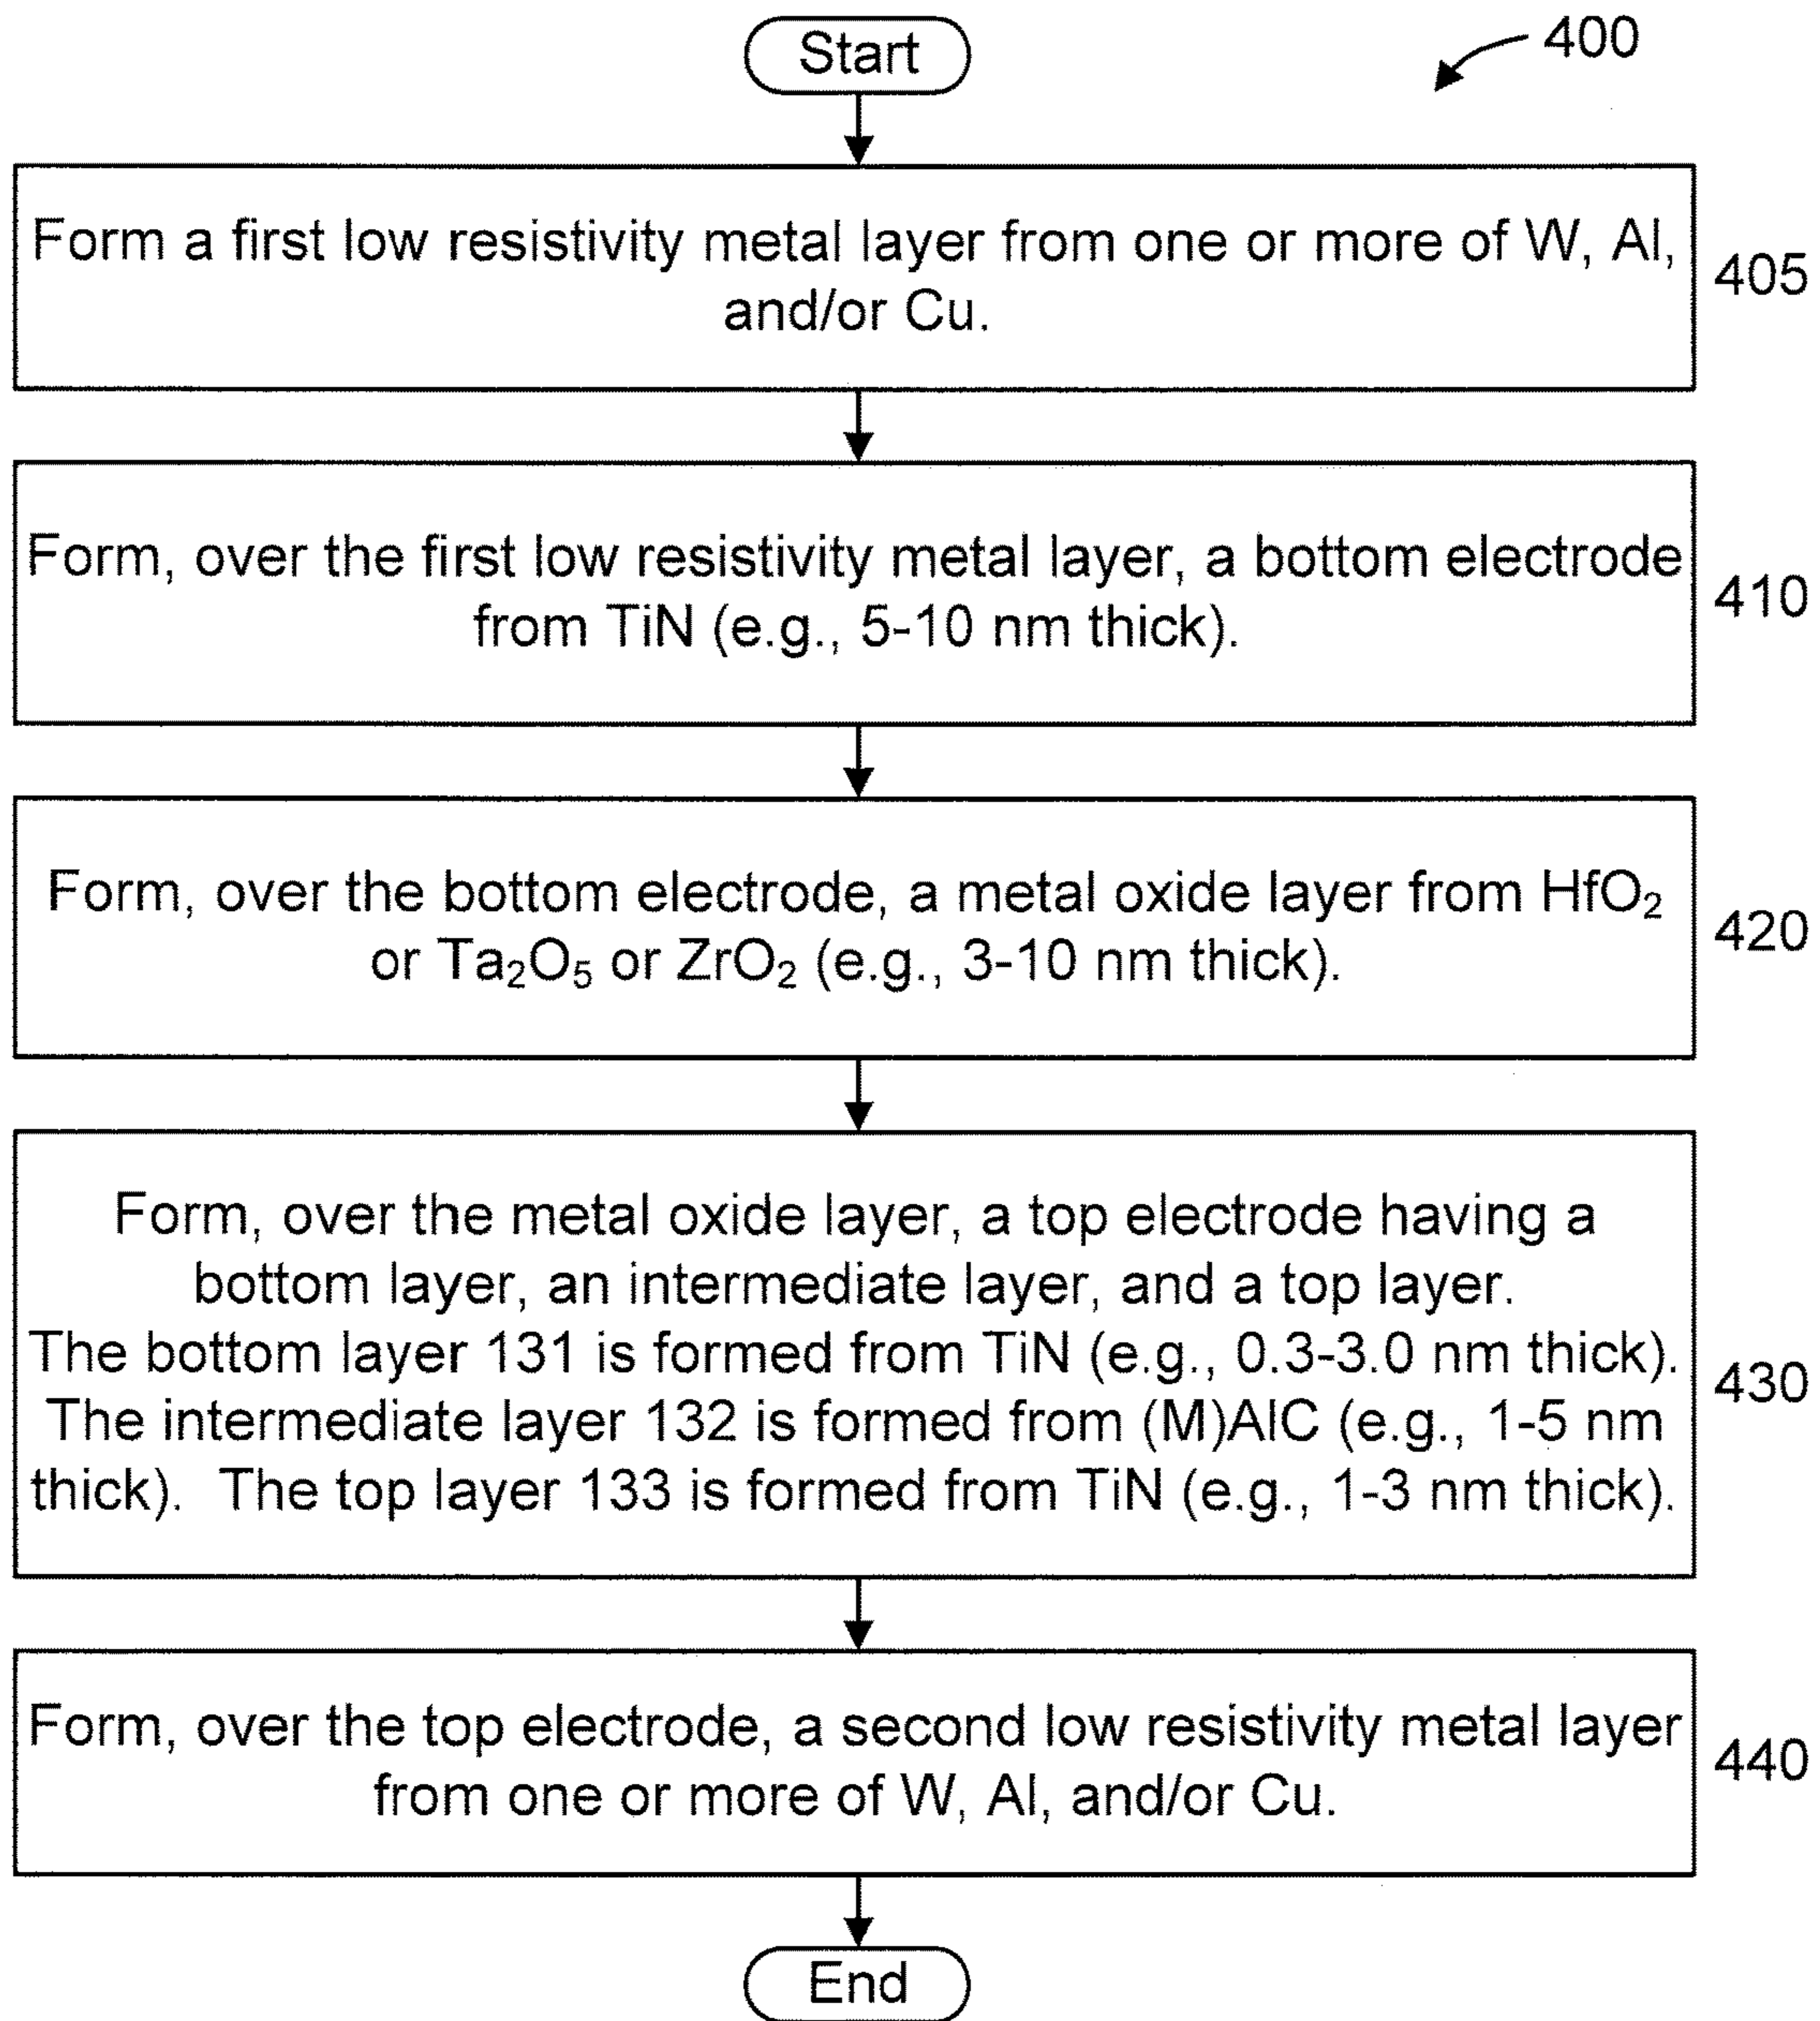 Start
400
Form a first low resistivity metal layer from one or more of W, Al,
and/or Cu.
405
Form, over the first low resistivity metal layer, a bottom electrode
from TiN (e.g., 5-10 nm thick).
410
Form, over the bottom electrode, a metal oxide layer from HfO₂
or Ta₂O₅ or ZrO₂ (e.g., 3-10 nm thick).
420
Form, over the metal oxide layer, a top electrode having a
bottom layer, an intermediate layer, and a top layer.
The bottom layer 131 is formed from TiN (e.g., 0.3-3.0 nm thick).
The intermediate layer 132 is formed from (M)AlC (e.g., 1-5 nm
thick).  The top layer 133 is formed from TiN (e.g., 1-3 nm thick).
430
Form, over the top electrode, a second low resistivity metal layer
from one or more of W, Al, and/or Cu.
440
End